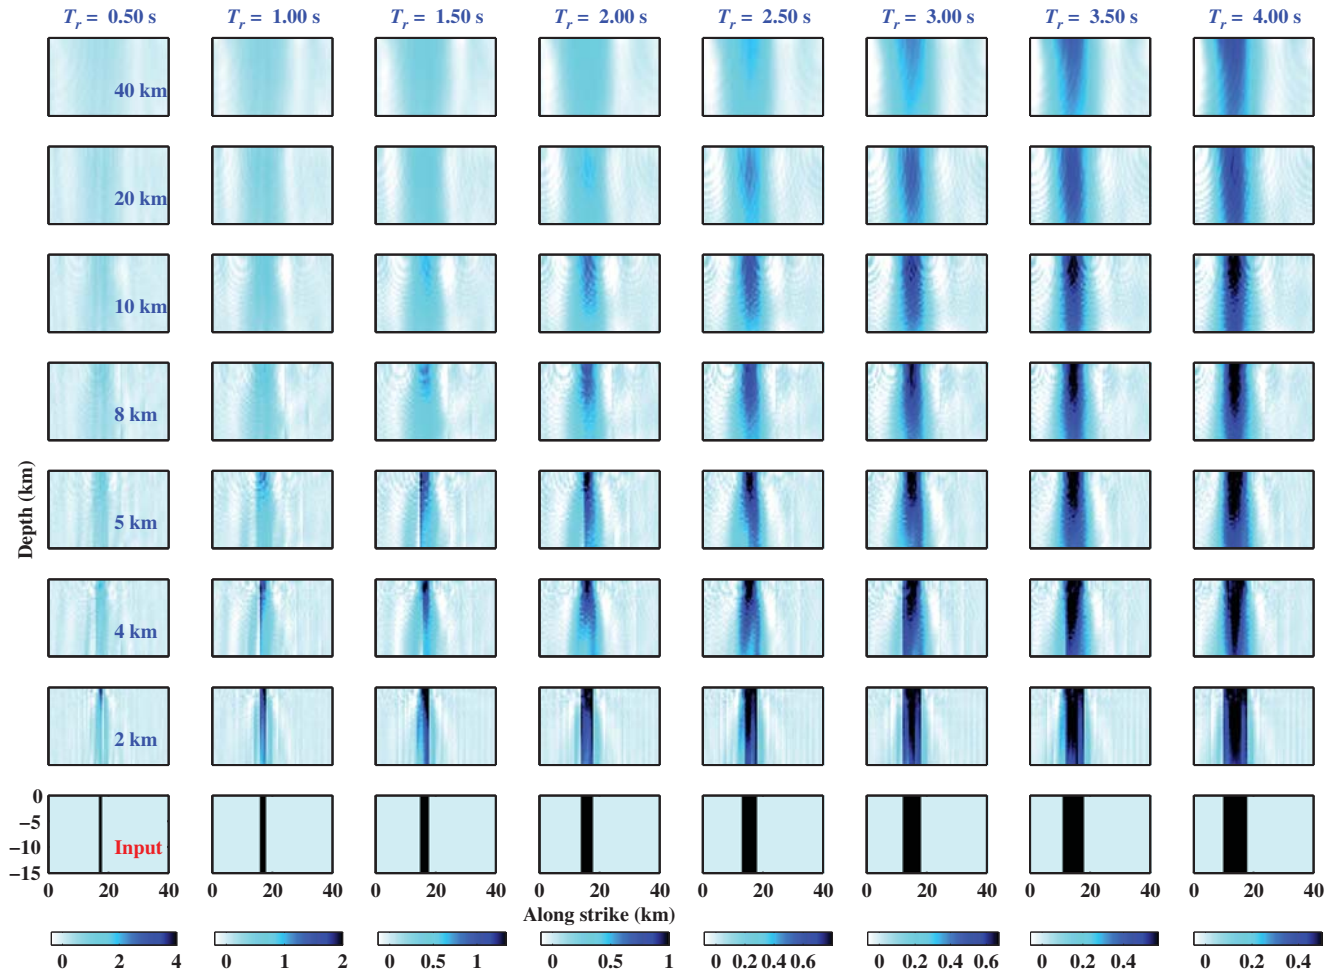 T_r = 0.50 s T_r = 1.00 s T_r = 1.50 s T_r = 2.00 s T_r = 2.50 s T_r = 3.00 s T_r = 3.50 s T_r = 4.00 s
40 km
20 km
10 km
8 km
Depth (km)
5 km
4 km
2 km
0
−5
−10
−15
Input
0 20 40 0 20 40 0 20 40 0 20 40 0 20 40 0 20 40 0 20 40 0 20 40
Along strike (km)
0 2 4 0 1 2 0 0.5 1 0 0.5 1 0 0.2 0.4 0.6 0 0.2 0.4 0.6 0 0.2 0.4 0 0.2 0.4